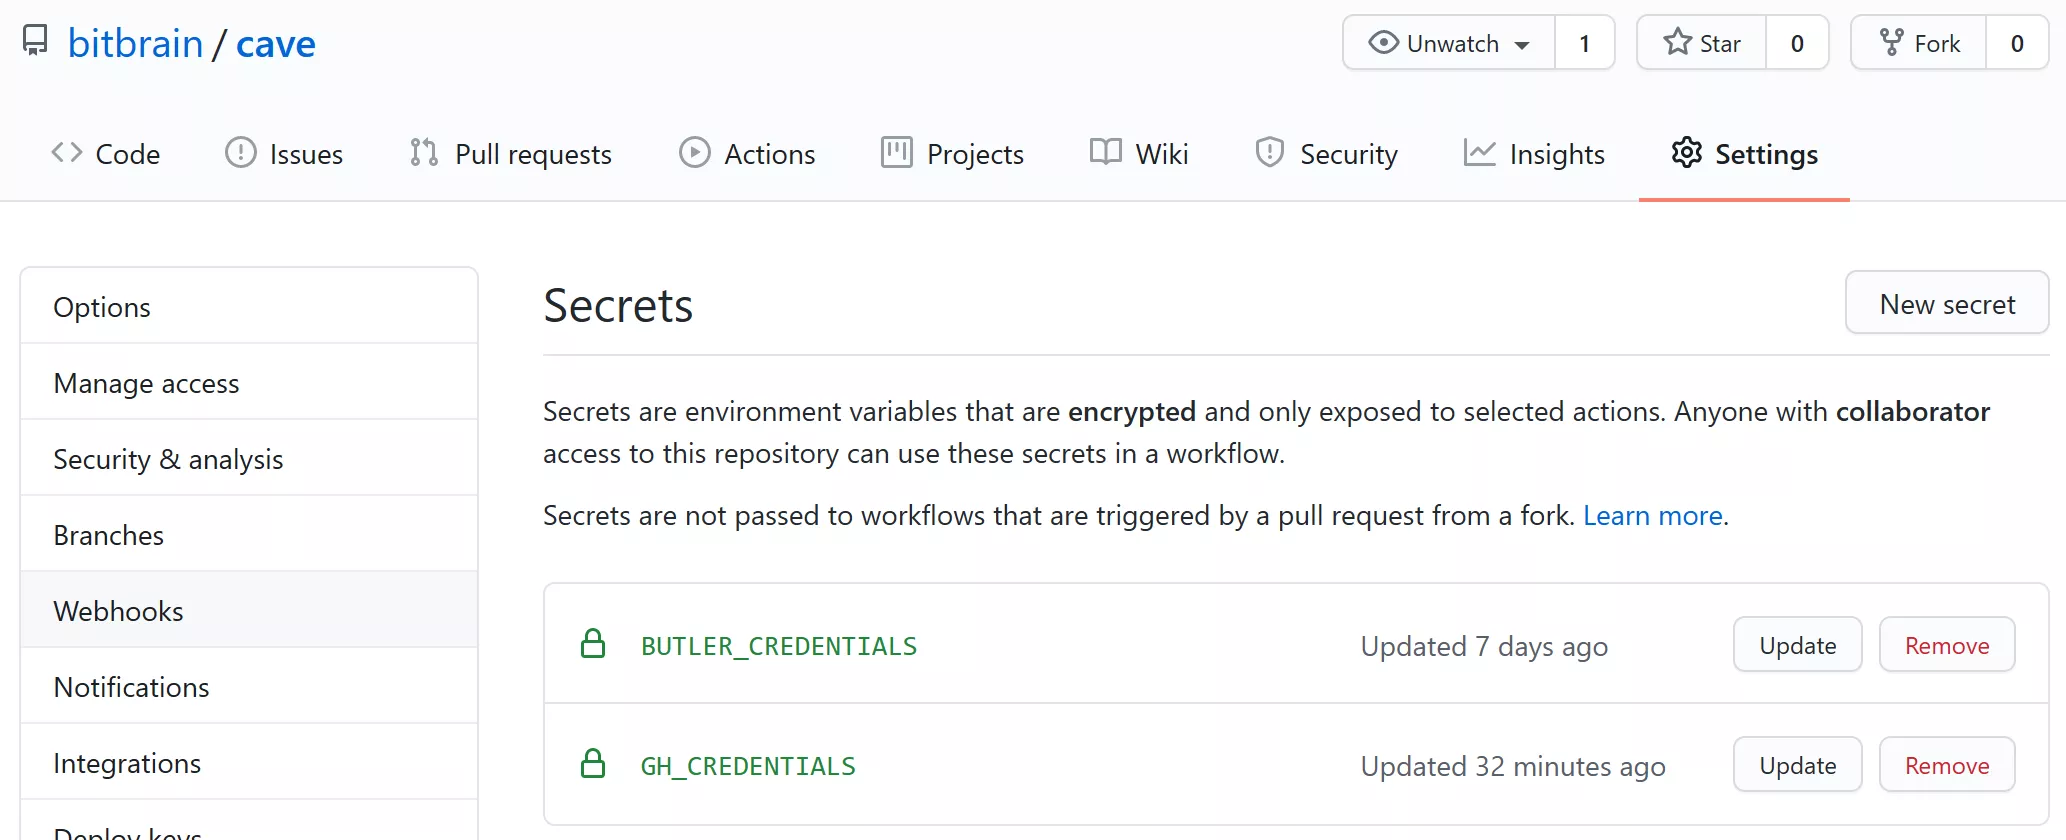 bitbrain / cave
Unwatch 1
Star 0
Fork 0
Code Issues Pull requests Actions Projects Wiki Security Insights Settings
Options
Manage access
Security & analysis
Branches
Webhooks
Notifications
Integrations
Deploy keys
Secrets
New secret
Secrets are environment variables that are encrypted and only exposed to selected actions. Anyone with collaborator
access to this repository can use these secrets in a workflow.
Secrets are not passed to workflows that are triggered by a pull request from a fork. Learn more.
BUTLER_CREDENTIALS Updated 7 days ago Update Remove
GH_CREDENTIALS Updated 32 minutes ago Update Remove